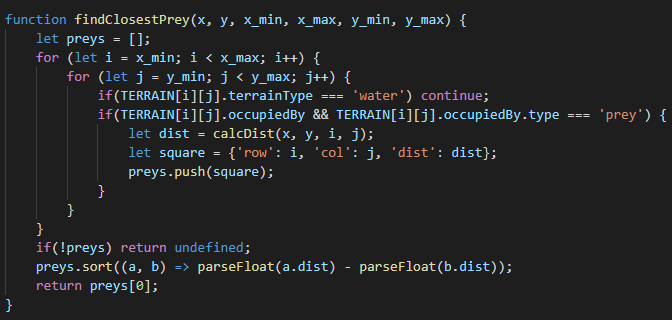 function findClosestPrey(x, y, x_min, x_max, y_min, y_max) {
    let preys = [];
    for (let i = x_min; i < x_max; i++) {
        for (let j = y_min; j < y_max; j++) {
            if(TERRAIN[i][j].terrainType === 'water') continue;
            if(TERRAIN[i][j].occupiedBy && TERRAIN[i][j].occupiedBy.type === 'prey') {
                let dist = calcDist(x, y, i, j);
                let square = {'row': i, 'col': j, 'dist': dist};
                preys.push(square);
            }
        }
    }
    if(!preys) return undefined;
    preys.sort((a, b) => parseFloat(a.dist) - parseFloat(b.dist));
    return preys[0];
}